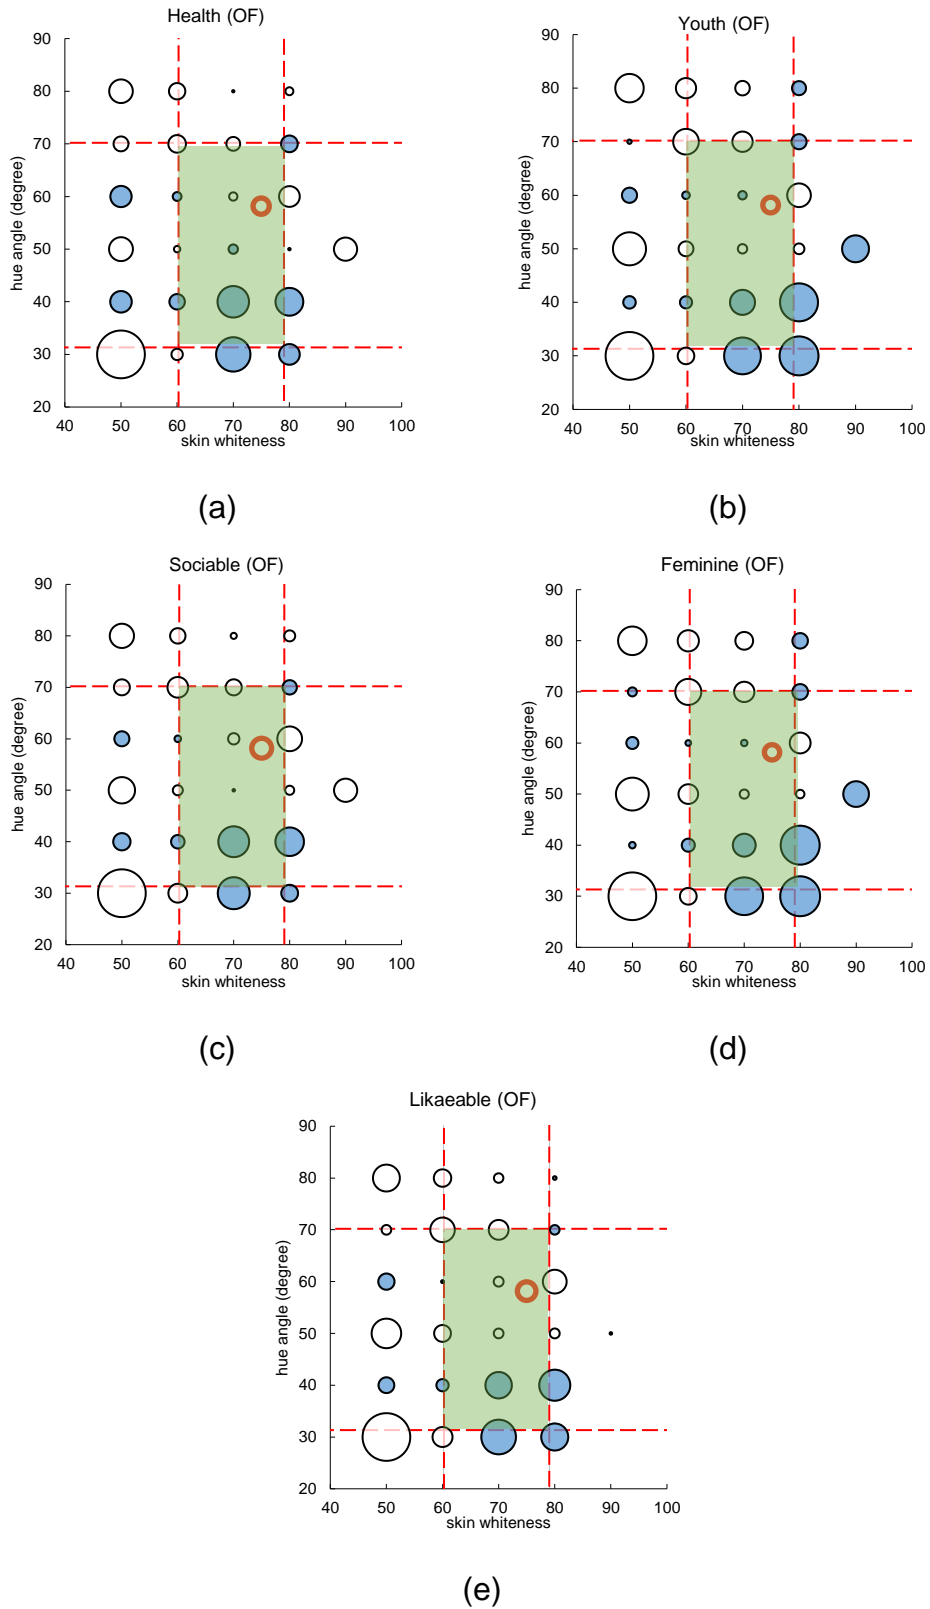 Health (OF)
hue angle (degree)
90
80
70
60
50
40
30
20
40 50 60 70 80 90 100
skin whiteness
(a)
Youth (OF)
hue angle (degree)
90
80
70
60
50
40
30
20
40 50 60 70 80 90 100
skin whiteness
(b)
Sociable (OF)
hue angle (degree)
90
80
70
60
50
40
30
20
40 50 60 70 80 90 100
skin whiteness
(c)
Feminine (OF)
hue angle (degree)
90
80
70
60
50
40
30
20
40 50 60 70 80 90 100
skin whiteness
(d)
Likaeable (OF)
hue angle (degree)
90
80
70
60
50
40
30
20
40 50 60 70 80 90 100
skin whiteness
(e)